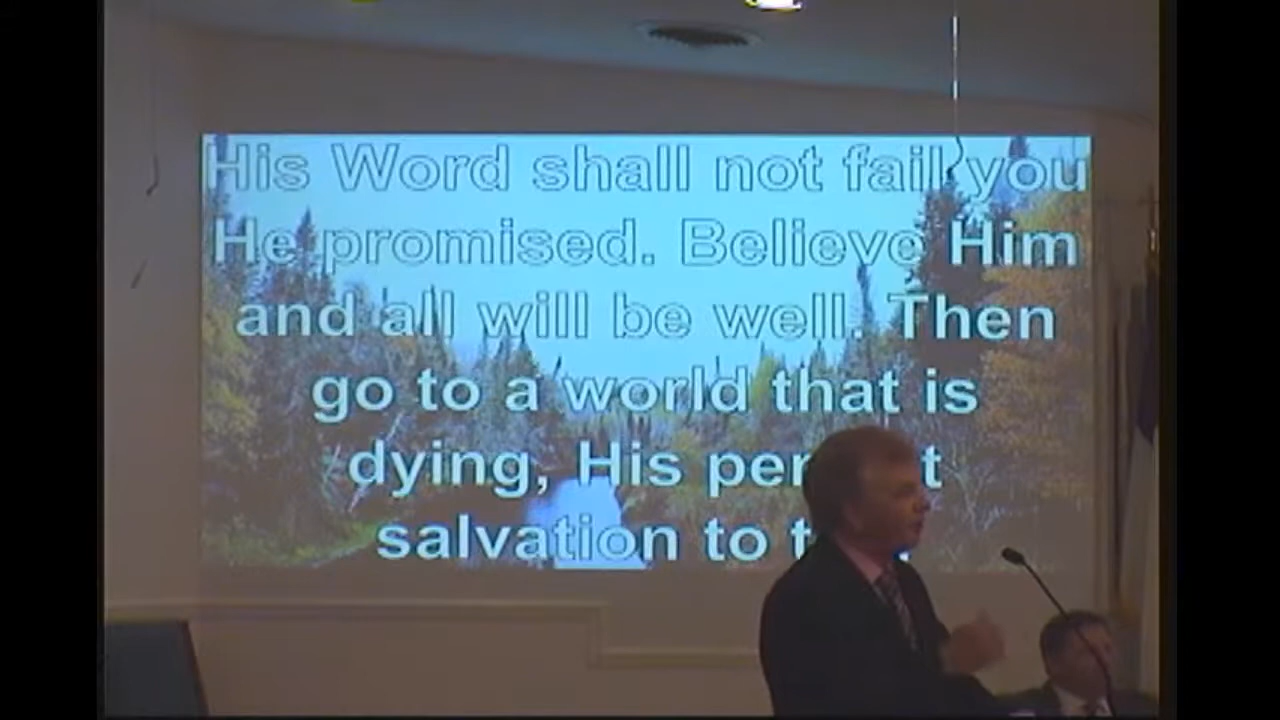 His Word shall not fail you
He promised. Believe Him
and all will be well. Then
go to a world that is
dying, His
salvation to